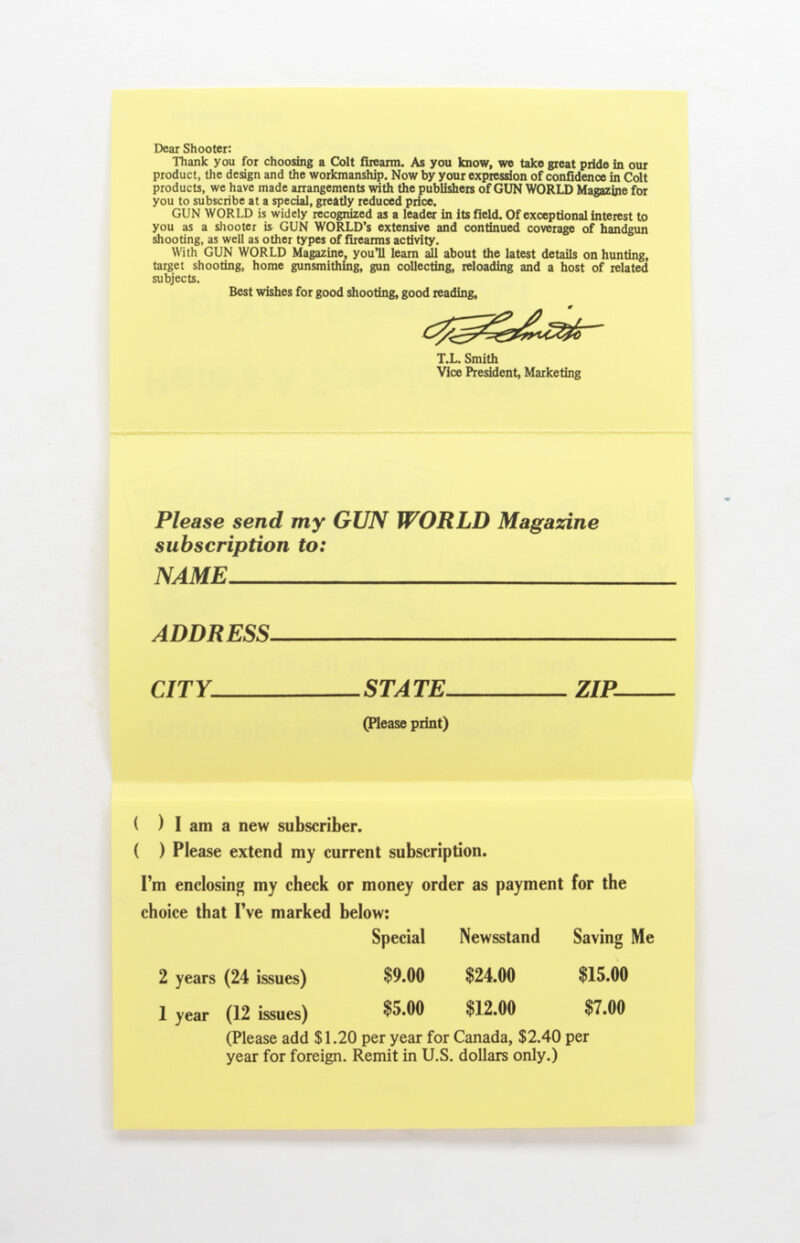 Dear Shooter:
Thank you for choosing a Colt firearm. As you know, we take great pride in our
product, the design and the workmanship. Now by your expression of confidence in Colt
products, we have made arrangements with the publishers of GUN WORLD Magazine for
you to subscribe at a special, greatly reduced price.
GUN WORLD is widely recognized as a leader in its field. Of exceptional interest to
you as a shooter is GUN WORLD's extensive and continued coverage of handgun
shooting, as well as other types of firearms activity.
With GUN WORLD Magazine, you'll learn all about the latest details on hunting,
target shooting, home gunsmithing, gun collecting, reloading and a host of related
subjects.
Best wishes for good shooting, good reading,
T.L. Smith
T.L. Smith
Vice President, Marketing
Please send my GUN WORLD Magazine
subscription to:
NAME
ADDRESS
CITY STATE ZIP
(Please print)
( ) I am a new subscriber.
( ) Please extend my current subscription.
I'm enclosing my check or money order as payment for the
choice that I've marked below:
Special Newsstand Saving Me
2 years (24 issues) $9.00 $24.00 $15.00
1 year (12 issues) $5.00 $12.00 $7.00
(Please add $1.20 per year for Canada, $2.40 per
year for foreign. Remit in U.S. dollars only.)